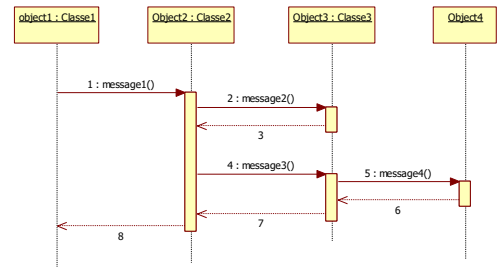 object1 : Classe1
Object2 : Classe2
Object3 : Classe3
Object4
1 : message1()
2 : message2()
3
4 : message3()
5 : message4()
6
7
8